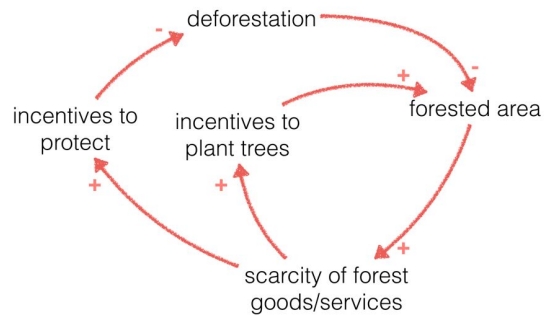 deforestation
-
-
+
forested area
incentives to
protect
incentives to
plant trees
+
+
+
scarcity of forest
goods/services